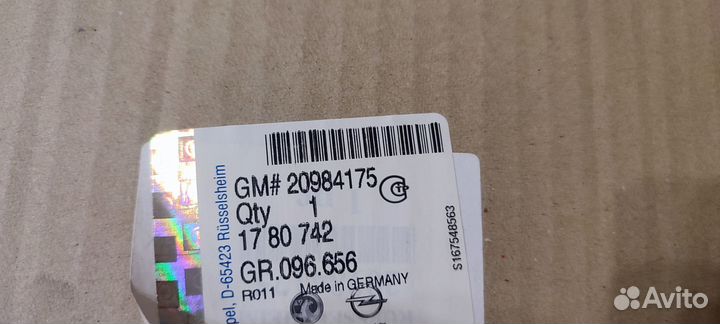 GM# 20984175
Qty 1
17 80 742
GR.096.656
R011 Made in GERMANY
pel, D-65423 Rüsselsheim
S167548563
Avito